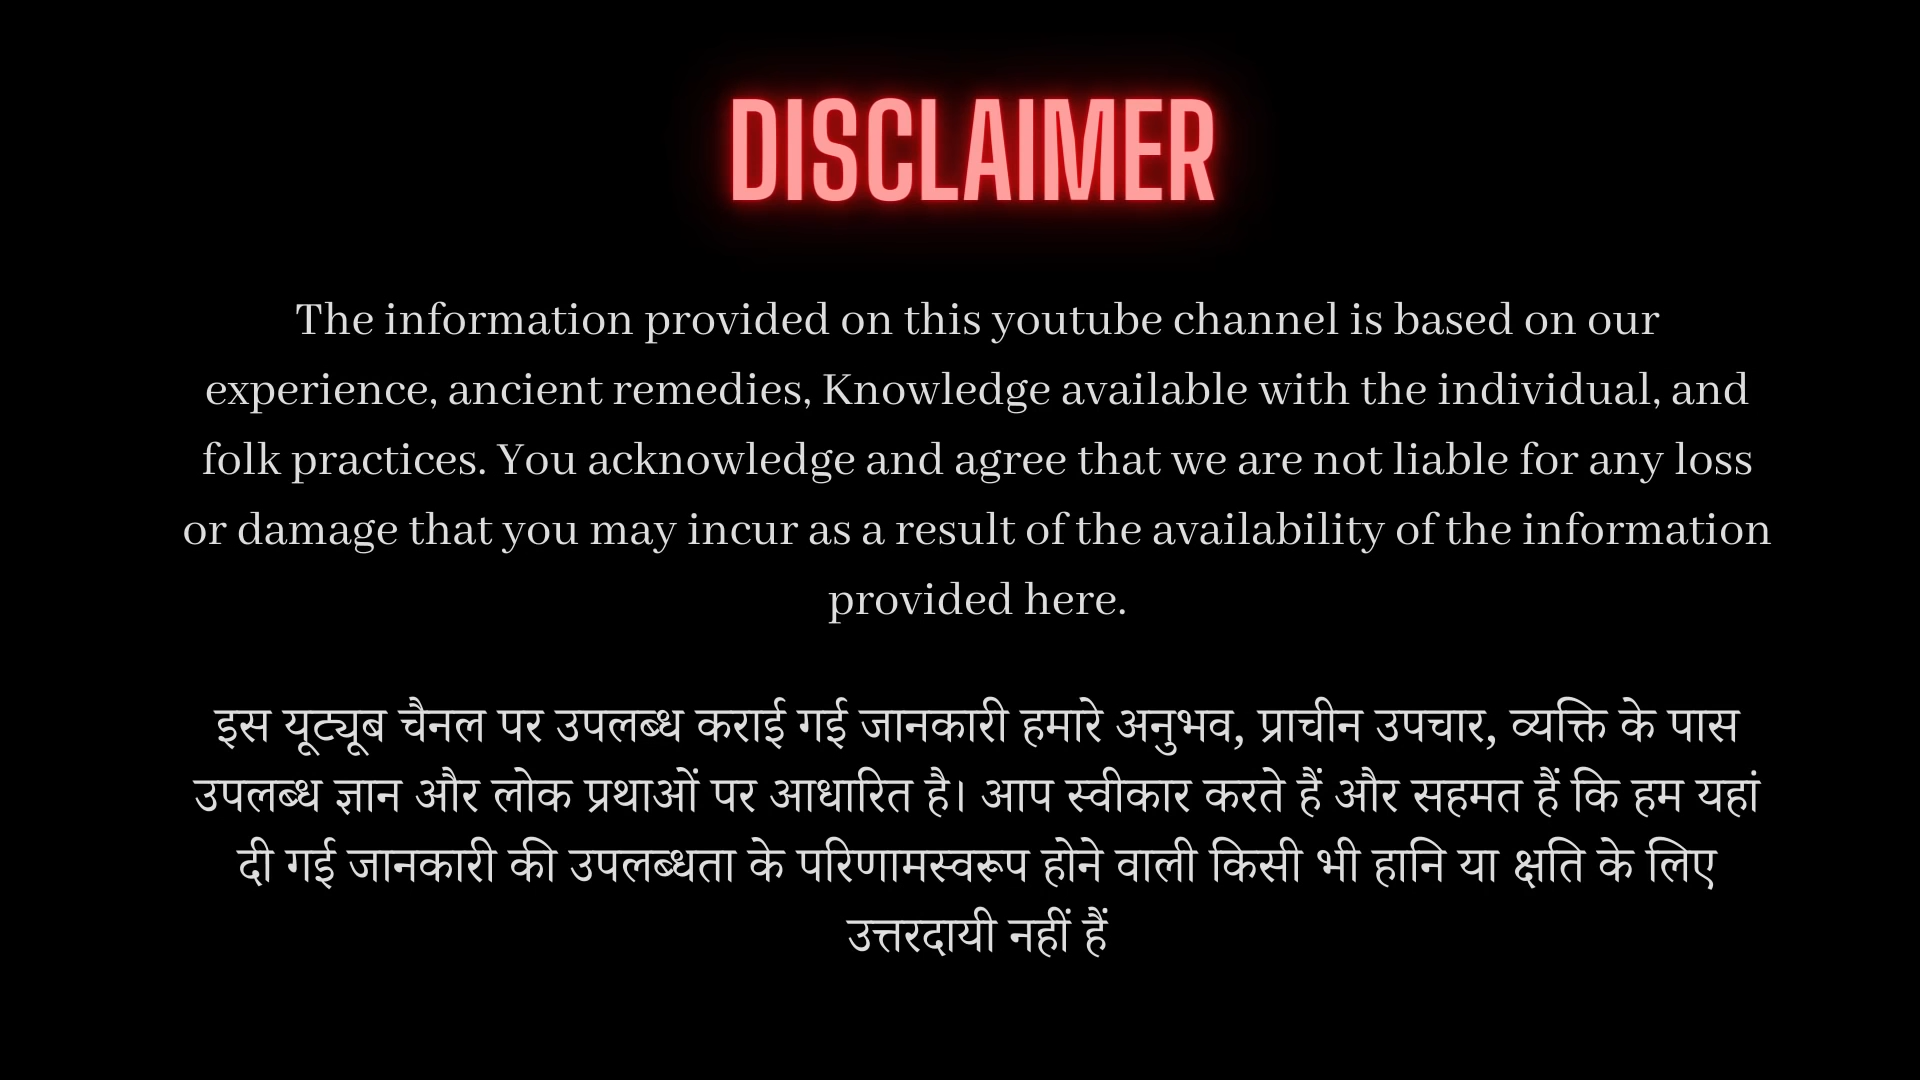 DISCLAIMER
The information provided on this youtube channel is based on our
experience, ancient remedies, Knowledge available with the individual, and
folk practices. You acknowledge and agree that we are not liable for any loss
or damage that you may incur as a result of the availability of the information
provided here.
इस यूट्यूब चैनल पर उपलब्ध कराई गई जानकारी हमारे अनुभव, प्राचीन उपचार, व्यक्ति के पास
उपलब्ध ज्ञान और लोक प्रथाओं पर आधारित है। आप स्वीकार करते हैं और सहमत हैं कि हम यहां
दी गई जानकारी की उपलब्धता के परिणामस्वरूप होने वाली किसी भी हानि या क्षति के लिए
उत्तरदायी नहीं हैं